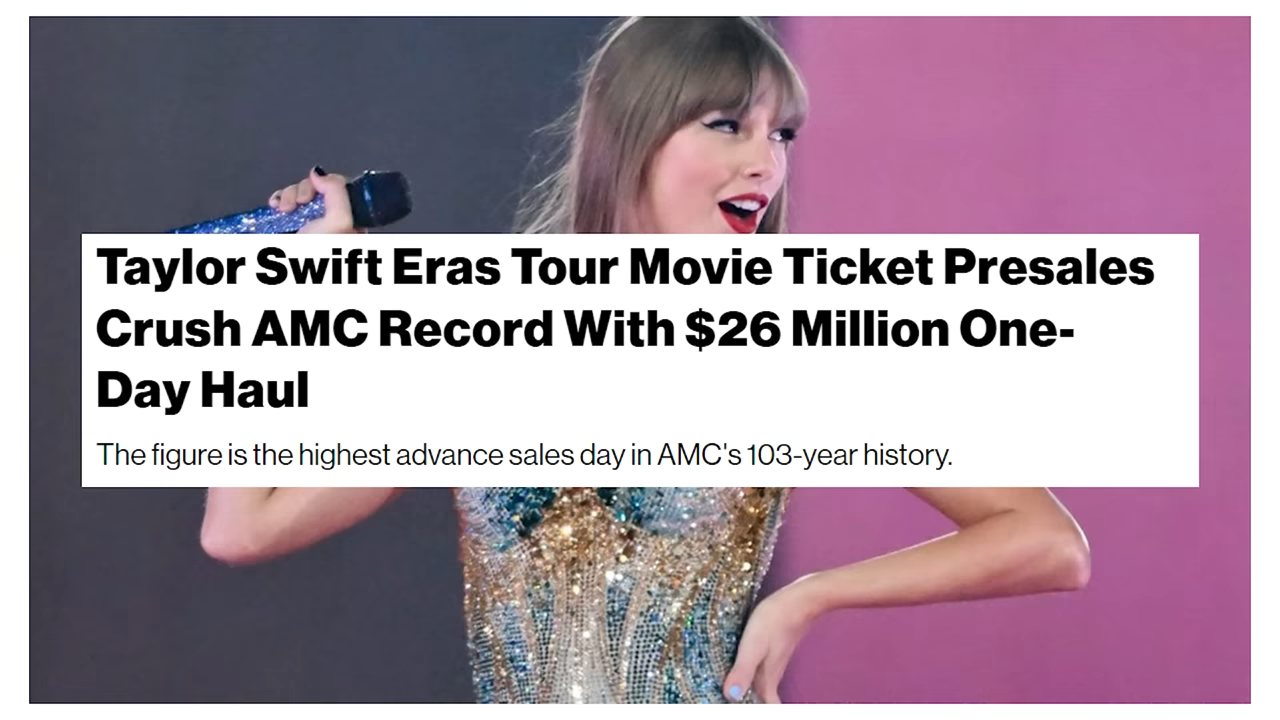 Taylor Swift Eras Tour Movie Ticket Presales
Crush AMC Record With $26 Million One-
Day Haul
The figure is the highest advance sales day in AMC's 103-year history.